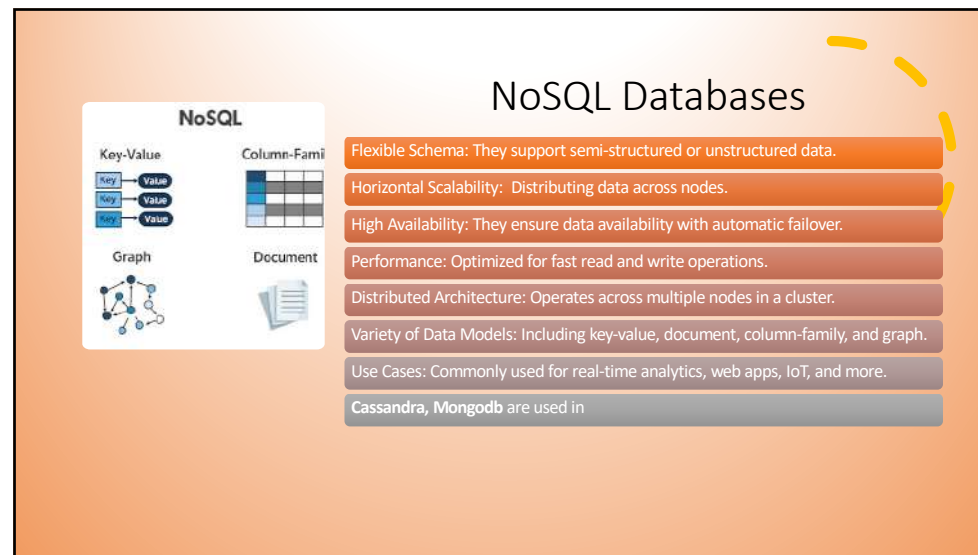 NoSQL Databases
NoSQL
Key-Value
Column-Fami
Key
Value
Key
Value
Key
Value
Graph
Document
Flexible Schema: They support semi-structured or unstructured data.
Horizontal Scalability:  Distributing data across nodes.
High Availability: They ensure data availability with automatic failover.
Performance: Optimized for fast read and write operations.
Distributed Architecture: Operates across multiple nodes in a cluster.
Variety of Data Models: Including key-value, document, column-family, and graph.
Use Cases: Commonly used for real-time analytics, web apps, IoT, and more.
Cassandra, Mongodb are used in